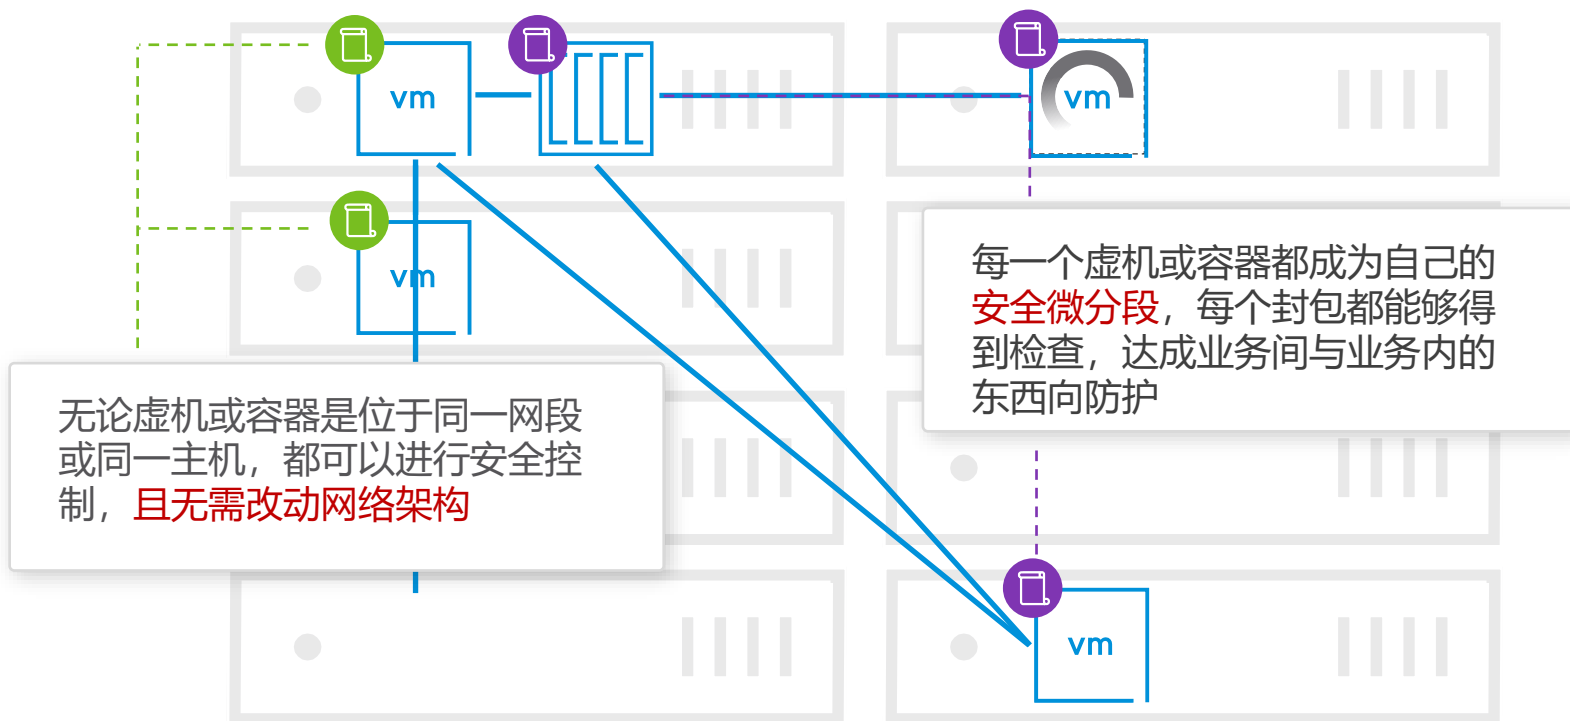 vm
vm
vm
每一个虚机或容器都成为自己的
安全微分段，每个封包都能够得
到检查，达成业务间与业务内的
东西向防护
无论虚机或容器是位于同一网段
或同一主机，都可以进行安全控
制，且无需改动网络架构
vm